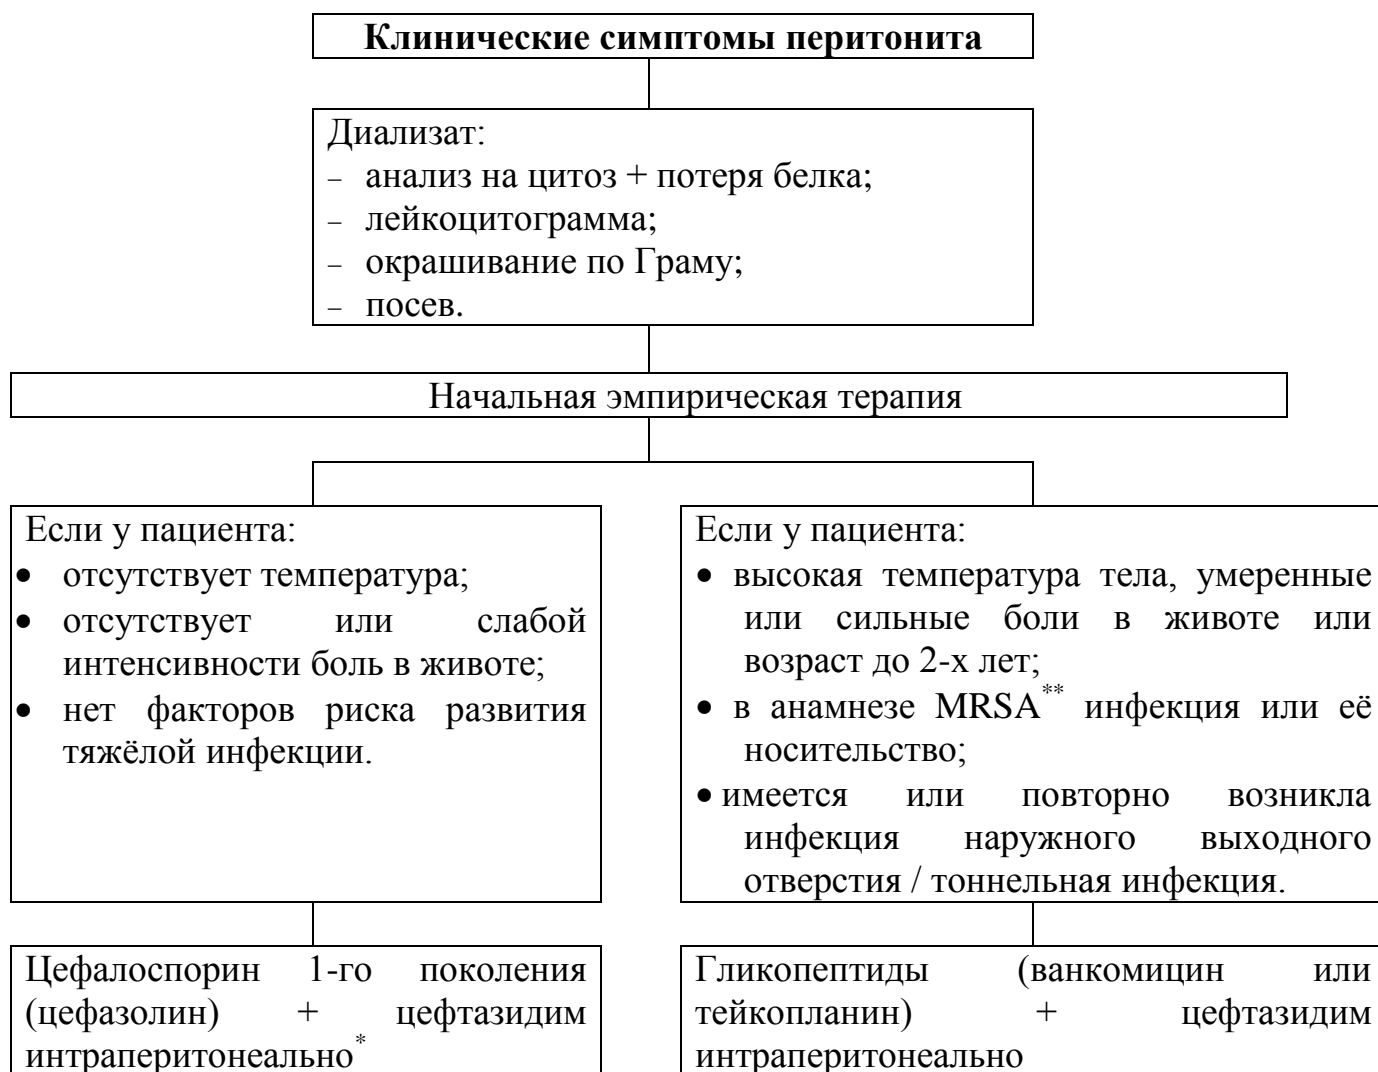 Клинические симптомы перитонита
Диализат:
– анализ на цитоз + потеря белка;
– лейкоцитограмма;
– окрашивание по Граму;
– посев.
Начальная эмпирическая терапия
Если у пациента:
• отсутствует температура;
• отсутствует или слабой
интенсивности боль в животе;
• нет факторов риска развития
тяжёлой инфекции.
Если у пациента:
• высокая температура тела, умеренные
или сильные боли в животе или
возраст до 2-х лет;
• в анамнезе MRSA** инфекция или её
носительство;
• имеется или повторно возникла
инфекция наружного выходного
отверстия / тоннельная инфекция.
Цефалоспорин 1-го поколения
(цефазолин) + цефтазидим
интраперитонеально*
Гликопептиды (ванкомицин или
тейкопланин) + цефтазидим
интраперитонеально